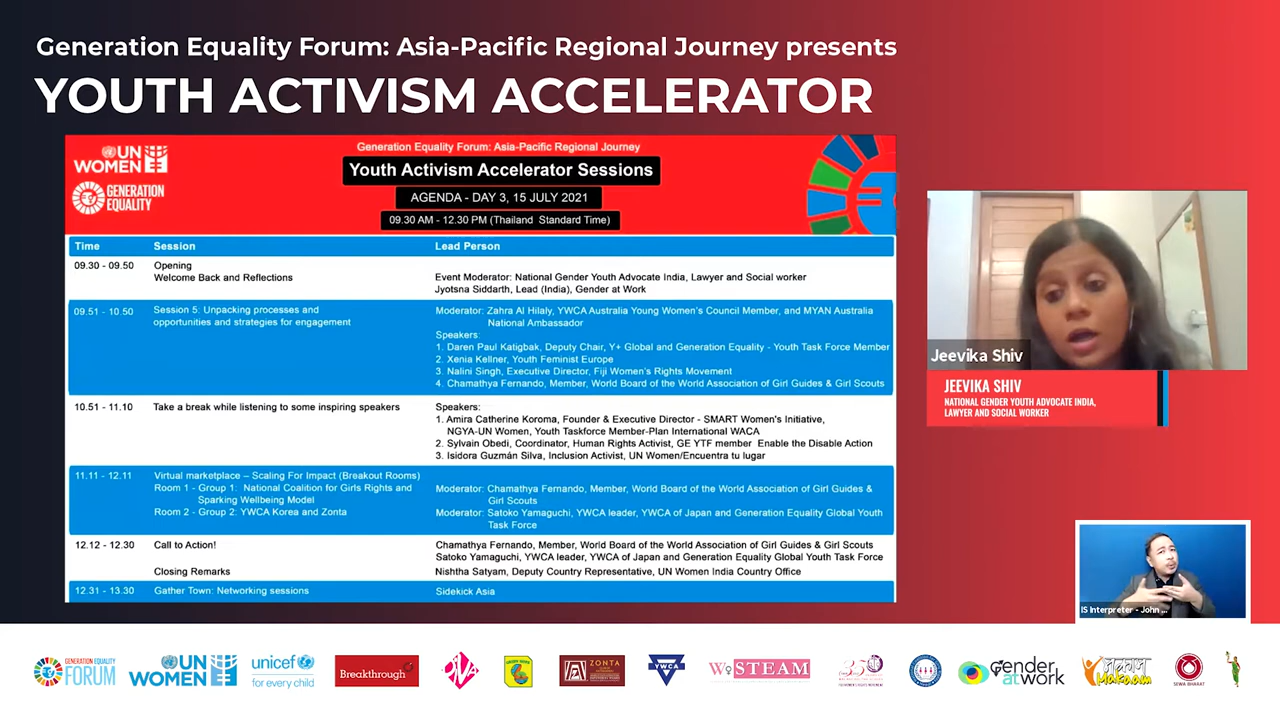 Generation Equality Forum: Asia-Pacific Regional Journey presents
YOUTH ACTIVISM ACCELERATOR
UN
WOMEN
GENERATION
EQUALITY
Generation Equality Forum: Asia-Pacific Regional Journey
Youth Activism Accelerator Sessions
AGENDA - DAY 3, 15 JULY 2021
09.30 AM - 12.30 PM (Thailand Standard Time)
Time Session Lead Person
09.30 - 09.50 Opening
Welcome Back and Reflections Event Moderator: National Gender Youth Advocate India, Lawyer and Social worker
Jyotsna Siddarth, Lead (India), Gender at Work
09.51 - 10.50 Session 5: Unpacking processes and Moderator: Zahra Al Hilaly, YWCA Australia Young Women's Council Member, and MYAN Australia
opportunities and strategies for engagement National Ambassador
Speakers:
1. Daren Paul Katigbak, Deputy Chair, Y+ Global and Generation Equality - Youth Task Force Member
2. Xenia Kellner, Youth Feminist Europe
3. Nalini Singh, Executive Director, Fiji Women's Rights Movement
4. Chamathya Fernando, Member, World Board of the World Association of Girl Guides & Girl Scouts
10.51 - 11.10 Take a break while listening to some inspiring speakers Speakers:
1. Amira Catherine Koroma, Founder & Executive Director - SMART Women's Initiative,
NGYA-UN Women, Youth Taskforce Member-Plan International WACA
2. Sylvain Obedi, Coordinator, Human Rights Activist, GE YTF member Enable the Disable Action
3. Isidora Guzmán Silva, Inclusion Activist, UN Women/Encuentra tu lugar
11.11 - 12.11 Virtual marketplace – Scaling For Impact (Breakout Rooms)
Room 1 - Group 1: National Coalition for Girls Rights and Moderator: Chamathya Fernando, Member, World Board of the World Association of Girl Guides &
Sparking Wellbeing Model Girl Scouts
Room 2 - Group 2: YWCA Korea and Zonta Moderator: Satoko Yamaguchi, YWCA leader, YWCA of Japan and Generation Equality Global Youth
Task Force
12.12 - 12.30 Call to Action! Chamathya Fernando, Member, World Board of the World Association of Girl Guides & Girl Scouts
Satoko Yamaguchi, YWCA leader, YWCA of Japan and Generation Equality Global Youth Task Force
Closing Remarks Nishtha Satyam, Deputy Country Representative, UN Women India Country Office
12.31 - 13.30 Gather Town: Networking sessions Sidekick Asia
Jeevika Shiv
JEEVIKA SHIV
NATIONAL GENDER YOUTH ADVOCATE INDIA,
LAWYER AND SOCIAL WORKER
IS Interpreter - John ...
GENERATION EQUALITY
FORUM
UN
WOMEN
unicef
for every child
Breakthrough
ZONTA
YWCA
WoSTEAM
35
gender
at work
Makaam
SEWA BHARAT